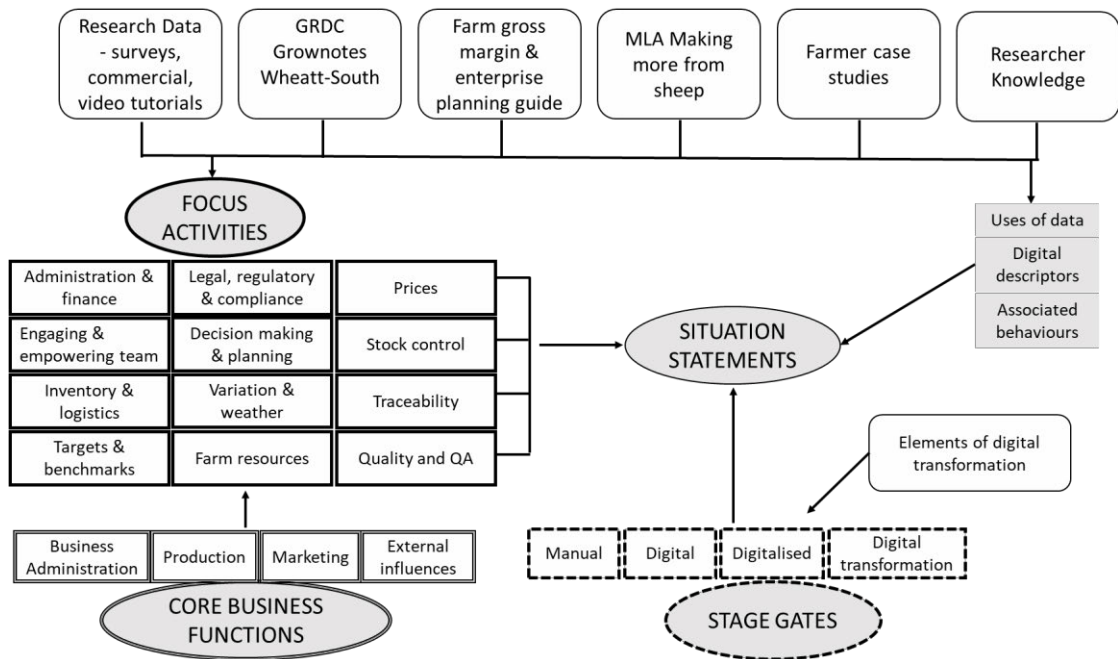 Research Data
- surveys,
commercial,
video tutorials
GRDC
Grownotes
Wheatt-South
Farm gross
margin &
enterprise
planning guide
MLA Making
more from
sheep
Farmer case
studies
Researcher
Knowledge
FOCUS
ACTIVITIES
Uses of data
Digital
descriptors
Associated
behaviours
Administration &
finance
Legal, regulatory
& compliance
Prices
Engaging &
empowering team
Decision making
& planning
Stock control
Inventory &
logistics
Variation &
weather
Traceability
Targets &
benchmarks
Farm resources
Quality and QA
SITUATION
STATEMENTS
Elements of digital
transformation
Business
Administration
Production
Marketing
External
influences
CORE BUSINESS
FUNCTIONS
Manual
Digital
Digitalised
Digital
transformation
STAGE GATES